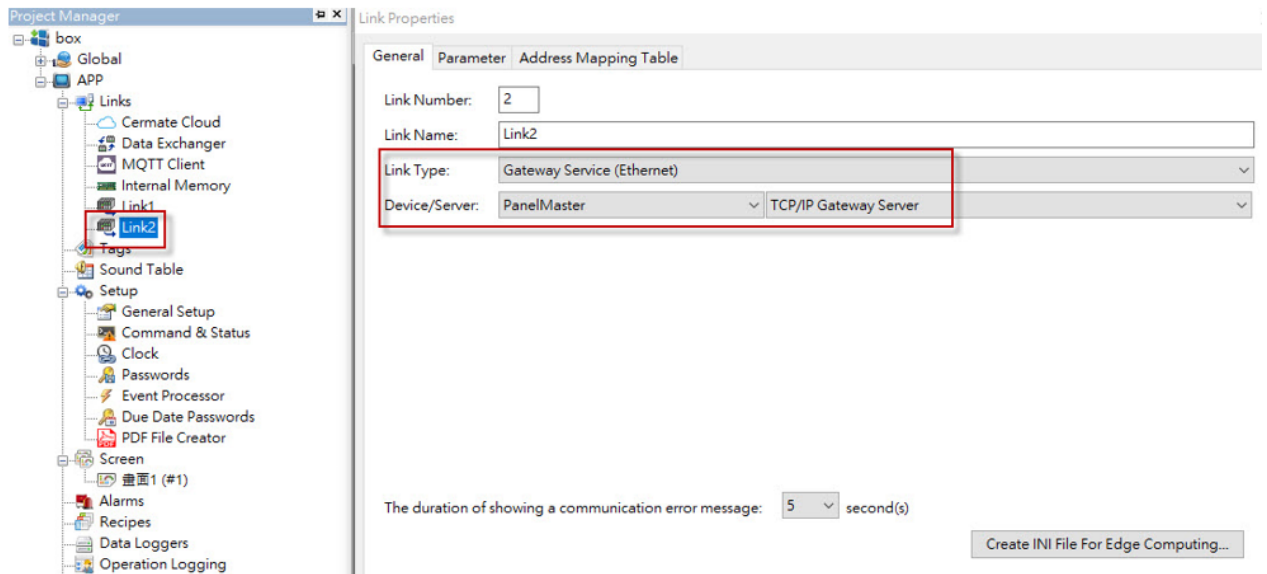 Project Manager
box
Global
APP
Links
Cermate Cloud
Data Exchanger
MQTT Client
Internal Memory
Link1
Link2
Tags
Sound Table
Setup
General Setup
Command & Status
Clock
Passwords
Event Processor
Due Date Passwords
PDF File Creator
Screen
畫面1 (#1)
Alarms
Recipes
Data Loggers
Operation Logging
Link Properties
General Parameter Address Mapping Table
Link Number: 2
Link Name: Link2
Link Type: Gateway Service (Ethernet)
Device/Server: PanelMaster TCP/IP Gateway Server
The duration of showing a communication error message: 5 second(s)
Create INI File For Edge Computing...